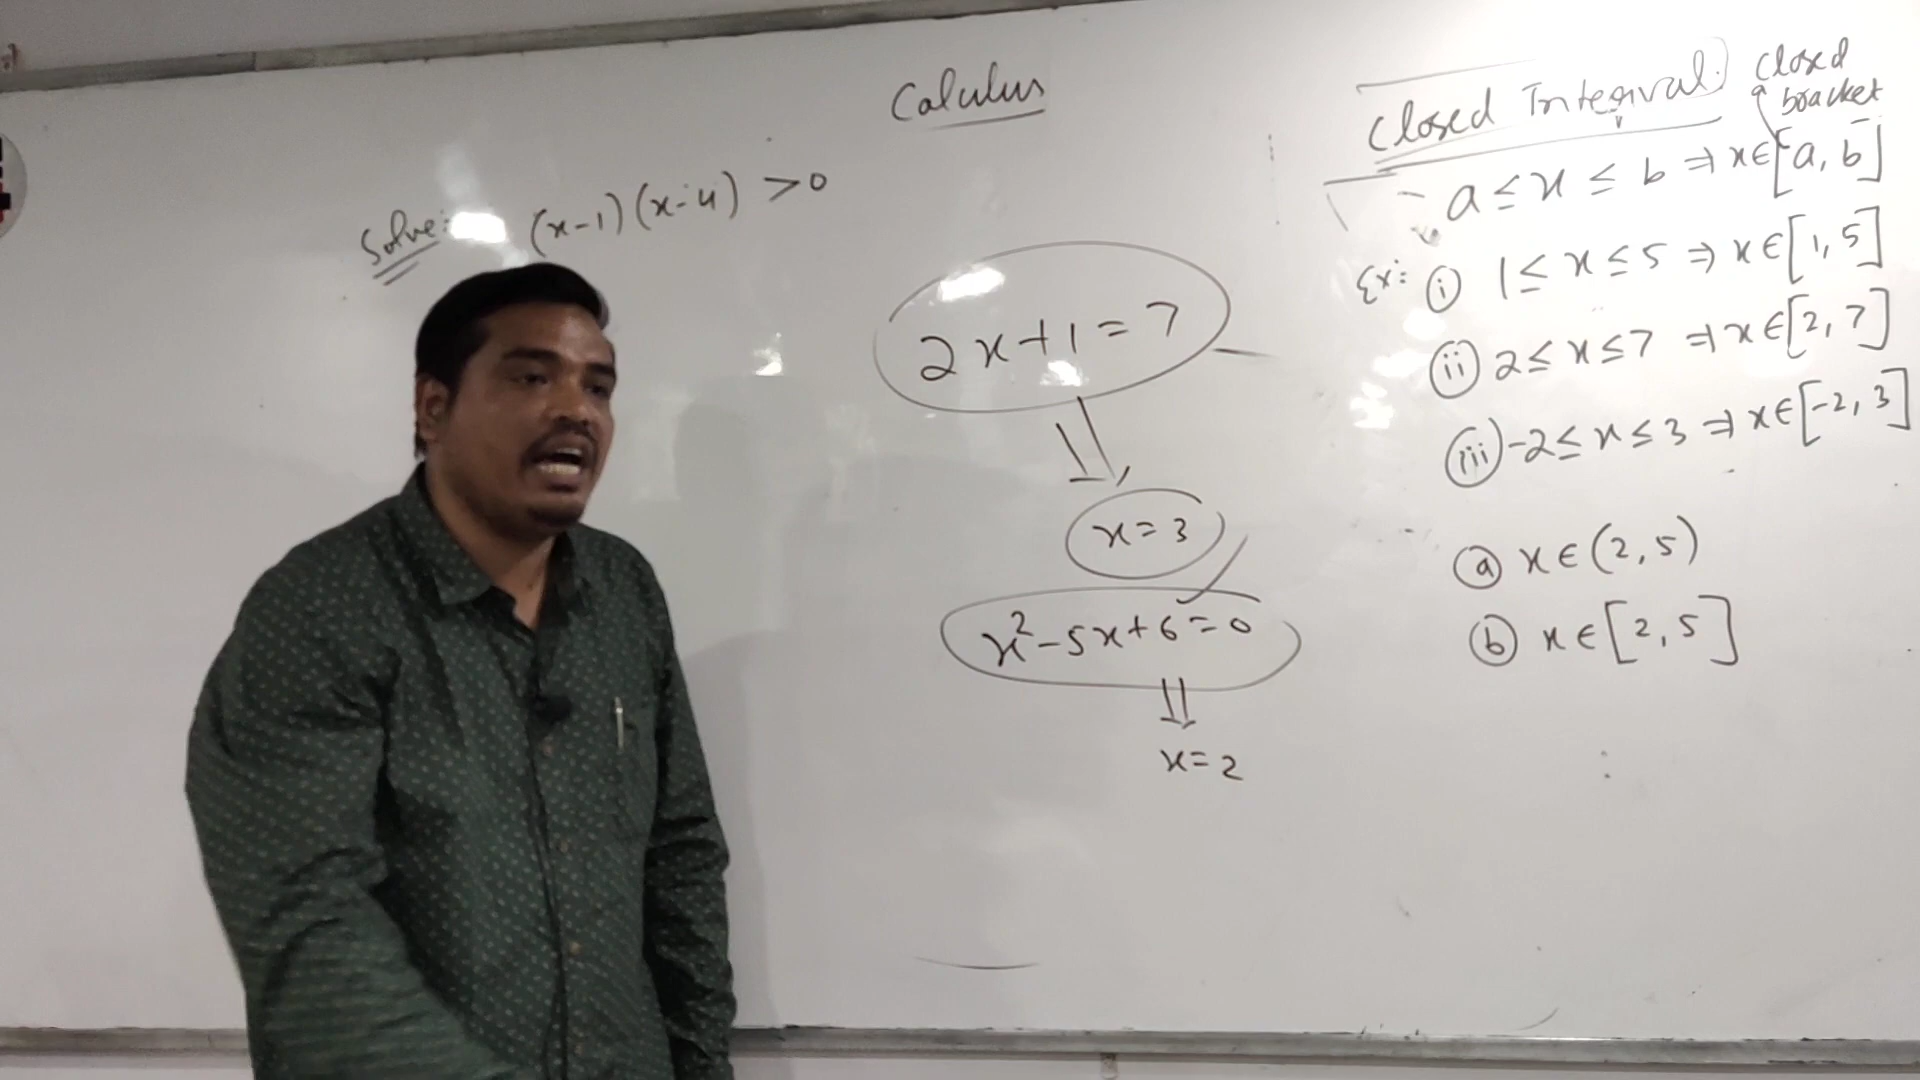 Calulus
Solve: (x-1)(x-4) >0
2x+1=7
x=3
x²-5x+6=0
x=2
Closed Interval
Closed
bracket
a≤x≤b ⇒ x∈[a, b]
Ex: (i) 1≤x≤5 ⇒ x∈[1, 5]
(ii) 2≤x≤7 ⇒ x∈[2, 7]
(iii) -2≤x≤3 ⇒ x∈[-2, 3]
(a) x∈(2, 5)
(b) x∈[2, 5]